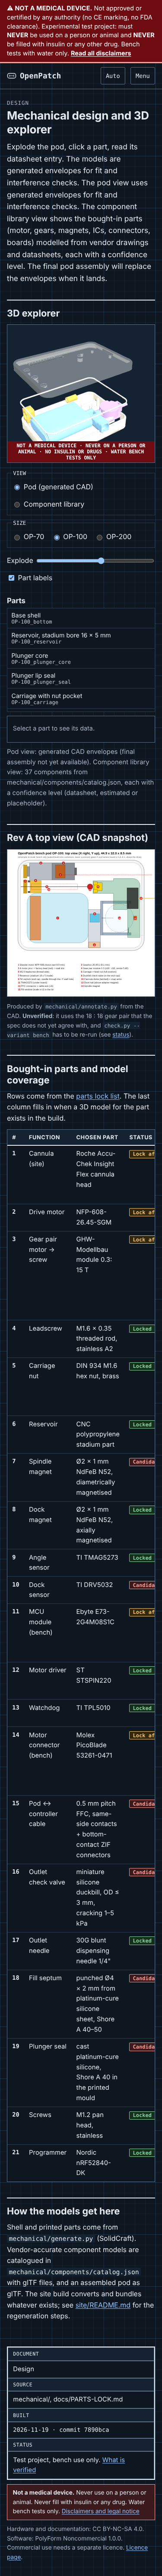 ⚠ NOT A MEDICAL DEVICE. Not approved or
certified by any authority (no CE marking, no FDA
clearance). Experimental test project: must
NEVER be used on a person or animal and NEVER
be filled with insulin or any other drug. Bench
tests with water only. Read all disclaimers
OpenPatch
Auto
Menu
DESIGN
Mechanical design and 3D
explorer
Explode the pod, click a part, read its
datasheet entry. The models are
generated envelopes for fit and
interference checks. The pod view uses
generated envelopes for fit and
interference checks. The component
library view shows the bought-in parts
(motor, gears, magnets, ICs, connectors,
boards) modelled from vendor drawings
and datasheets, each with a confidence
level. The final pod assembly will replace
the envelopes when it lands.
3D explorer
NOT A MEDICAL DEVICE · NEVER ON A PERSON OR
ANIMAL · NO INSULIN OR DRUGS · WATER BENCH
TESTS ONLY
VIEW
Pod (generated CAD)
Component library
SIZE
OP-70
OP-100
OP-200
Explode
Part labels
Parts
Base shell
OP-100_bottom
Reservoir, stadium bore 16 × 5 mm
OP-100_reservoir
Plunger core
OP-100_plunger_core
Plunger lip seal
OP-100_plunger_seal
Carriage with nut pocket
OP-100_carriage
Select a part to see its data.
Pod view: generated CAD envelopes (final
assembly not yet available). Component library
view: 37 components from
mechanical/components/catalog.json, each with
a confidence level (datasheet, estimated or
placeholder).
Rev A top view (CAD snapshot)
Produced by mechanical/annotate.py from the
CAD. Unverified: it uses the 18 : 18 gear pair that the
spec does not yet agree with, and check.py --
variant bench has to be re-run (see status).
Bought-in parts and model
coverage
Rows come from the parts lock list. The last
column fills in when a 3D model for the part
exists in the build.
# FUNCTION CHOSEN PART STATUS
1 Cannula (site) Roche Accu-Chek Insight Flex cannula head Lock af
2 Drive motor NFP-608-26.45-SGM Lock af
3 Gear pair motor → screw GHW-Modellbau module 0.3: 15 T Lock af
4 Leadscrew M1.6 × 0.35 threaded rod, stainless A2 Locked
5 Carriage nut DIN 934 M1.6 hex nut, brass Locked
6 Reservoir CNC polypropylene stadium part Locked
7 Spindle magnet Ø2 × 1 mm NdFeB N52, diametrically magnetised Candida
8 Dock magnet Ø2 × 1 mm NdFeB N52, axially magnetised Locked
9 Angle sensor TI TMAG5273 Locked
10 Dock sensor TI DRV5032 Candida
11 MCU module (bench) Ebyte E73-2G4M08S1C Lock af
12 Motor driver ST STSPIN220 Locked
13 Watchdog TI TPL5010 Locked
14 Motor connector (bench) Molex PicoBlade 53261-0471 Lock af
15 Pod ↔ controller cable 0.5 mm pitch FFC, same-side contacts + bottom-contact ZIF connectors Candida
16 Outlet check valve miniature silicone duckbill, OD ≤ 3 mm, cracking 1–5 kPa Candida
17 Outlet needle 30G blunt dispensing needle 1/4" Locked
18 Fill septum punched Ø4 × 2 mm from platinum-cure silicone sheet, Shore A 40–50 Candida
19 Plunger seal cast platinum-cure silicone, Shore A 40 in the printed mould Candida
20 Screws M1.2 pan head, stainless Locked
21 Programmer Nordic nRF52840-DK Locked
How the models get here
Shell and printed parts come from
mechanical/generate.py (SolidCraft).
Vendor-accurate component models are
catalogued in
mechanical/components/catalog.json
with glTF files, and an assembled pod as
glTF. The site build converts and bundles
whatever exists; see site/README.md for the
regeneration steps.
DOCUMENT
Design
SOURCE
mechanical/, docs/PARTS-LOCK.md
BUILT
2026-11-19 · commit 7090bca
STATUS
Test project, bench use only. What is
verified
Not a medical device. Never use on a person or
animal. Never fill with insulin or any drug. Water
bench tests only. Disclaimers and legal notice
Hardware and documentation: CC BY-NC-SA 4.0.
Software: PolyForm Noncommercial 1.0.0.
Commercial use needs a separate licence. Licence
page.